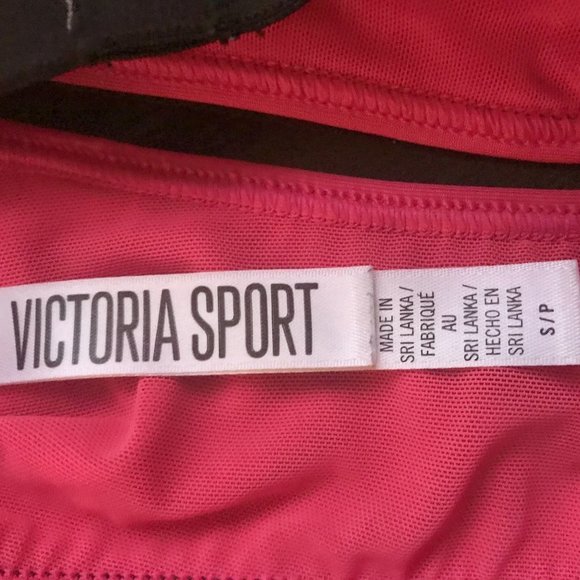 VICTORIA SPORT
MADE IN
SRI LANKA /
FABRIQUÉ
AU
SRI LANKA /
HECHO EN
SRI LANKA
S / P